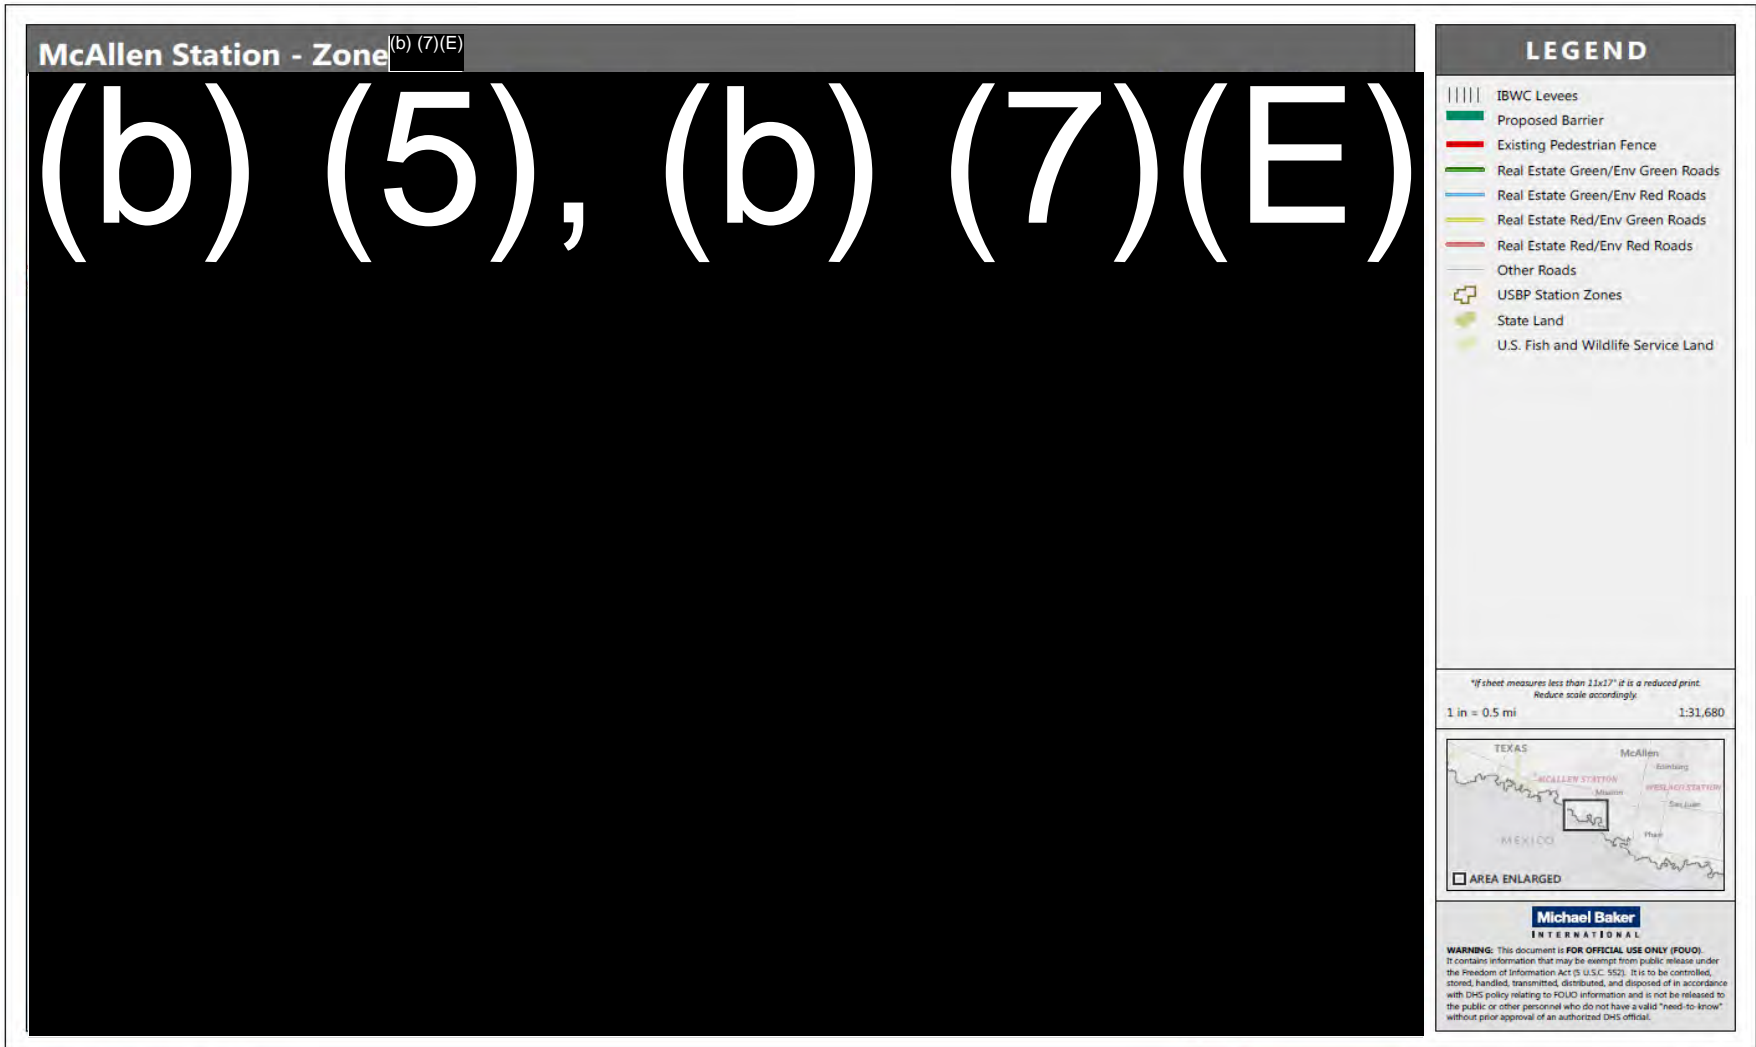 McAllen Station - Zone (b) (7)(E)
(b) (5), (b) (7)(E)
LEGEND
IBWC Levees
Proposed Barrier
Existing Pedestrian Fence
Real Estate Green/Env Green Roads
Real Estate Green/Env Red Roads
Real Estate Red/Env Green Roads
Real Estate Red/Env Red Roads
Other Roads
USBP Station Zones
State Land
U.S. Fish and Wildlife Service Land
*If sheet measures less than 11x17" it is a reduced print.
Reduce scale accordingly.
1 in = 0.5 mi 1:31,680
TEXAS
McAllen
Edinburg
MCALLEN STATION
WESLACO STATION
Mission
San Juan
Pharr
MEXICO
AREA ENLARGED
Michael Baker
INTERNATIONAL
WARNING: This document is FOR OFFICIAL USE ONLY (FOUO).
It contains information that may be exempt from public release under
the Freedom of Information Act (5 U.S.C. 552). It is to be controlled,
stored, handled, transmitted, distributed, and disposed of in accordance
with DHS policy relating to FOUO information and is not be released to
the public or other personnel who do not have a valid "need-to-know"
without prior approval of an authorized DHS official.